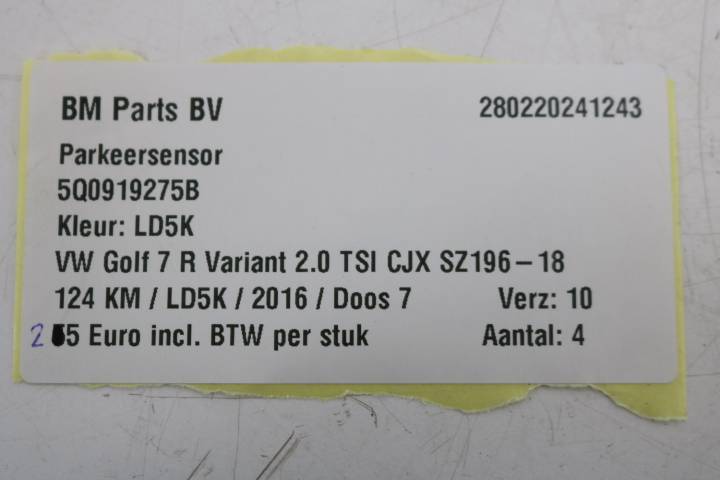 BM Parts BV 280220241243
Parkeersensor
5Q0919275B
Kleur: LD5K
VW Golf 7 R Variant 2.0 TSI CJX SZ196-18
124 KM / LD5K / 2016 / Doos 7 Verz: 10
25 Euro incl. BTW per stuk Aantal: 4